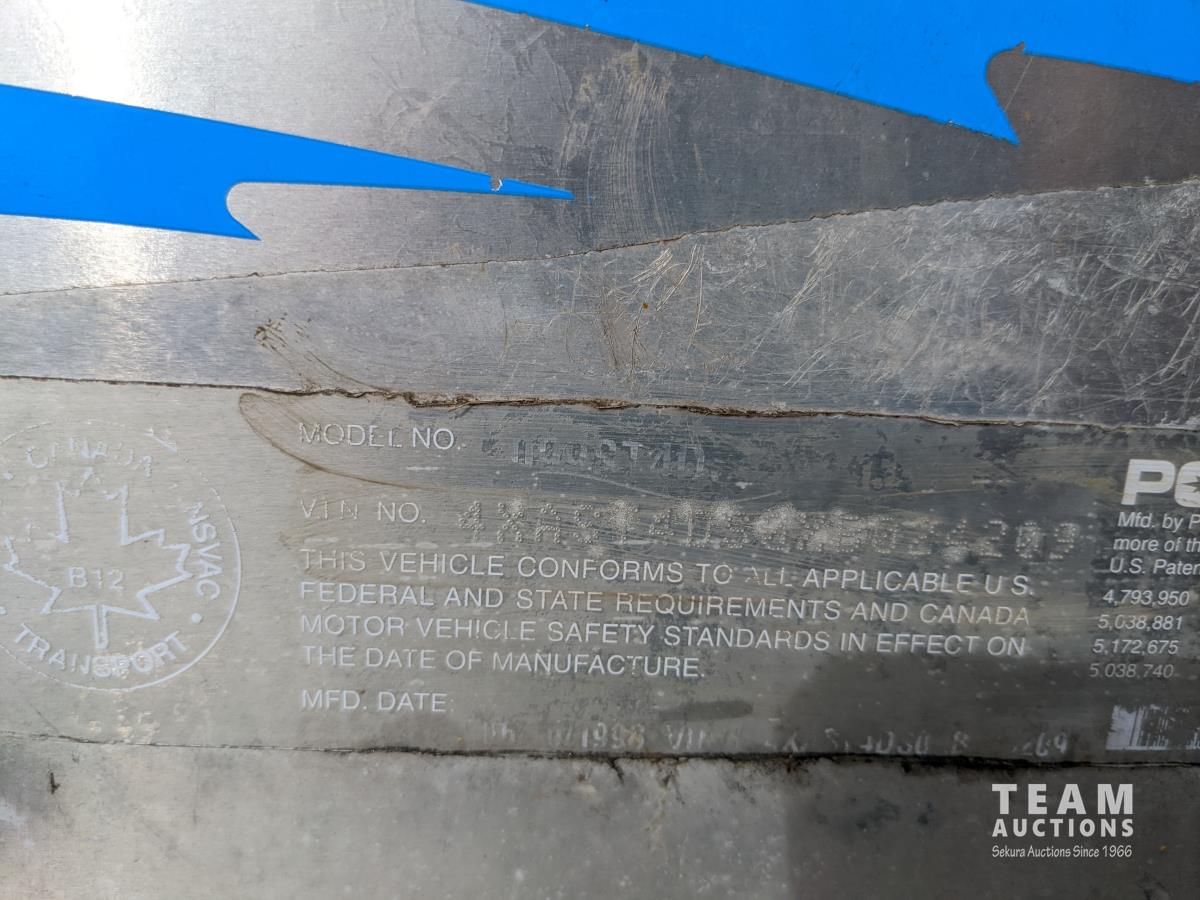 CANADA
NSVAC
B12
TRANSPORT
MODEL NO.
VIN NO.
THIS VEHICLE CONFORMS TO ALL APPLICABLE U.S.
FEDERAL AND STATE REQUIREMENTS AND CANADA
MOTOR VEHICLE SAFETY STANDARDS IN EFFECT ON
THE DATE OF MANUFACTURE.
MFD. DATE:
PO
Mfd. by P
more of th
U.S. Paten
4,793,950
5,038,881
5,172,675
5,038,740
TEAM
AUCTIONS
Sekura Auctions Since 1966